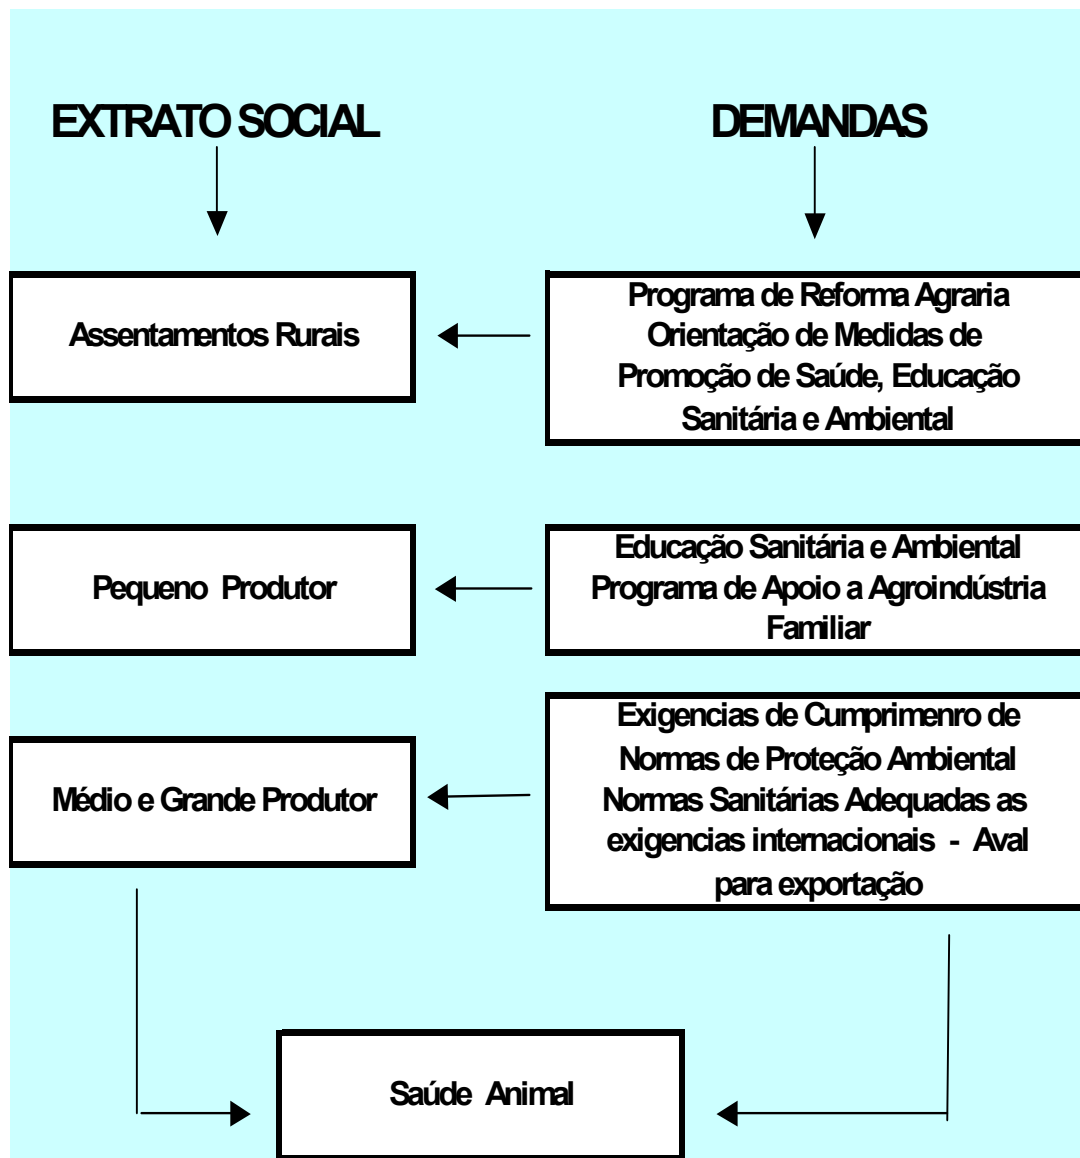 EXTRATO SOCIAL
DEMANDAS
Assentamentos Rurais
Programa de Reforma Agraria
Orientação de Medidas de
Promoção de Saúde, Educação
Sanitária e Ambiental
Pequeno Produtor
Educação Sanitária e Ambiental
Programa de Apoio a Agroindústria
Familiar
Médio e Grande Produtor
Exigencias de Cumprimenro de
Normas de Proteção Ambiental
Normas Sanitárias Adequadas as
exigencias internacionais - Aval
para exportação
Saúde Animal